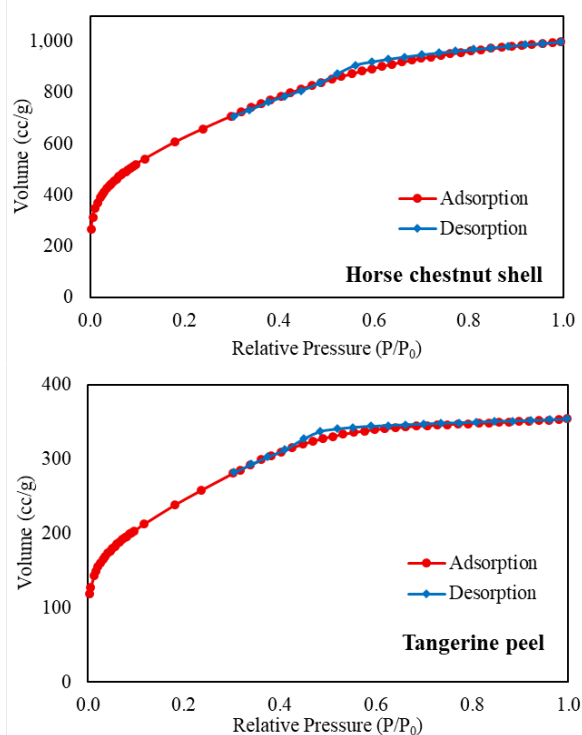 1,000
800
600
400
200
0
Volume (cc/g)
Adsorption
Desorption
Horse chestnut shell
0.0 0.2 0.4 0.6 0.8 1.0
Relative Pressure (P/P₀)
400
300
200
100
0
Volume (cc/g)
Adsorption
Desorption
Tangerine peel
0.0 0.2 0.4 0.6 0.8 1.0
Relative Pressure (P/P₀)